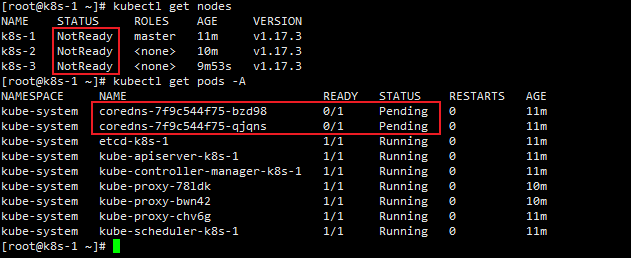 [root@k8s-1 ~]# kubectl get nodes
NAME STATUS ROLES AGE VERSION
k8s-1 NotReady master 11m v1.17.3
k8s-2 NotReady <none> 10m v1.17.3
k8s-3 NotReady <none> 9m53s v1.17.3
[root@k8s-1 ~]# kubectl get pods -A
NAMESPACE NAME READY STATUS RESTARTS AGE
kube-system coredns-7f9c544f75-bzd98 0/1 Pending 0 11m
kube-system coredns-7f9c544f75-qjqns 0/1 Pending 0 11m
kube-system etcd-k8s-1 1/1 Running 0 11m
kube-system kube-apiserver-k8s-1 1/1 Running 0 11m
kube-system kube-controller-manager-k8s-1 1/1 Running 0 11m
kube-system kube-proxy-78ldk 1/1 Running 0 10m
kube-system kube-proxy-bwn42 1/1 Running 0 10m
kube-system kube-proxy-chv6g 1/1 Running 0 11m
kube-system kube-scheduler-k8s-1 1/1 Running 0 11m
[root@k8s-1 ~]#